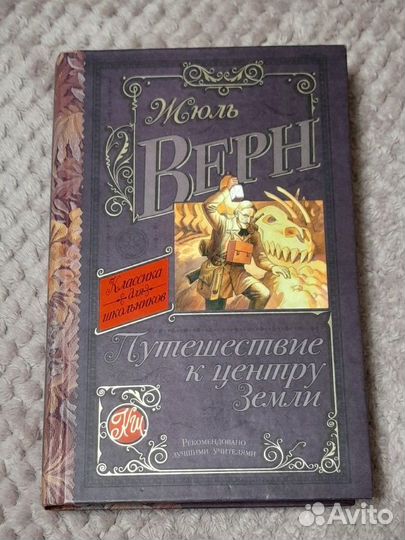 Жюль
Верн
Классика
для
школьников
Путешествие
к центру
Земли
КШ
Рекомендовано
лучшими учителями
Avito